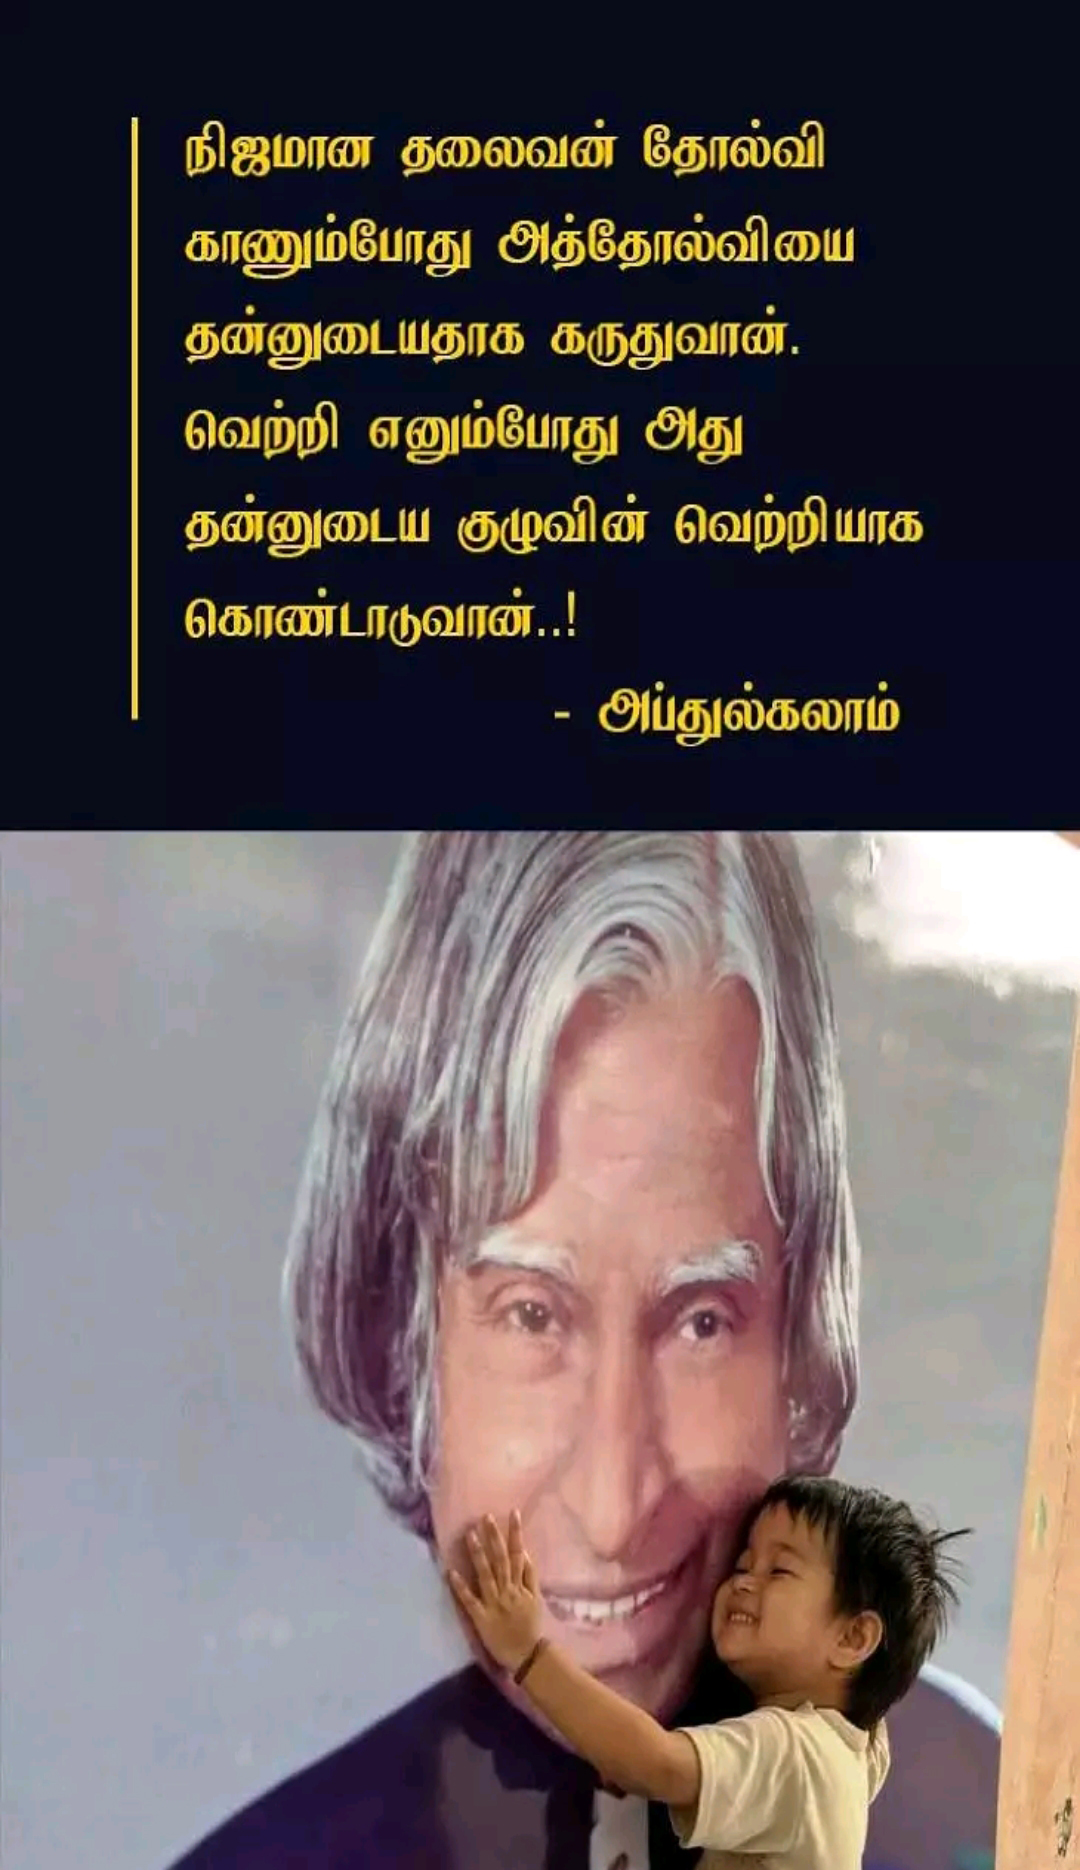 நிஜமான தலைவன் தோல்வி
காணும்போது அத்தோல்வியை
தன்னுடையதாக கருதுவான்.
வெற்றி எனும்போது அது
தன்னுடைய குழுவின் வெற்றியாக
கொண்டாடுவான்..!
- அப்துல்கலாம்